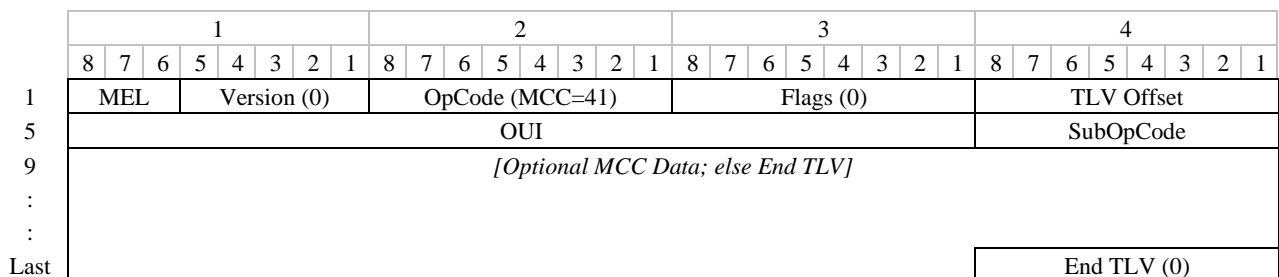 1 2 3 4
8 7 6 5 4 3 2 1 8 7 6 5 4 3 2 1 8 7 6 5 4 3 2 1 8 7 6 5 4 3 2 1
1 MEL Version (0) OpCode (MCC=41) Flags (0) TLV Offset
5 OUI SubOpCode
9 [Optional MCC Data; else End TLV]
:
:
Last End TLV (0)